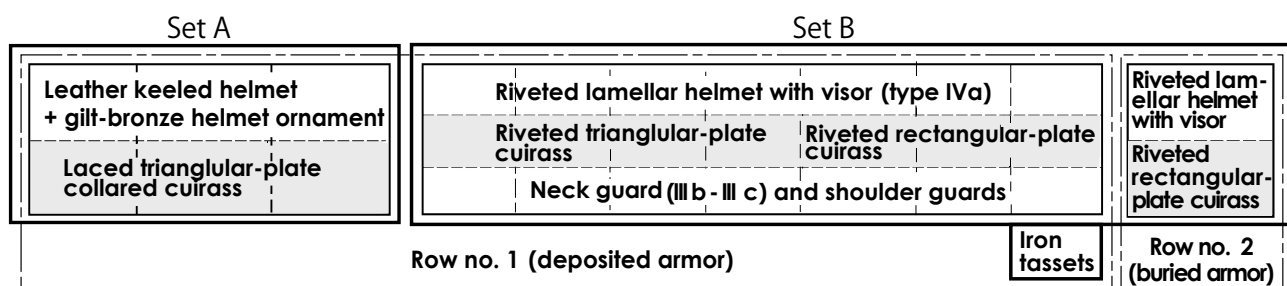 Set A
Set B
Leather keeled helmet
+ gilt-bronze helmet ornament
Laced trianglular-plate
collared cuirass
Riveted lamellar helmet with visor (type IVa)
Riveted trianglular-plate
cuirass
Riveted rectangular-plate
cuirass
Neck guard (Ⅲb-Ⅲc) and shoulder guards
Riveted lam-
ellar helmet
with visor
Riveted
rectangular-
plate cuirass
Row no. 1 (deposited armor)
Iron
tassets
Row no. 2
(buried armor)